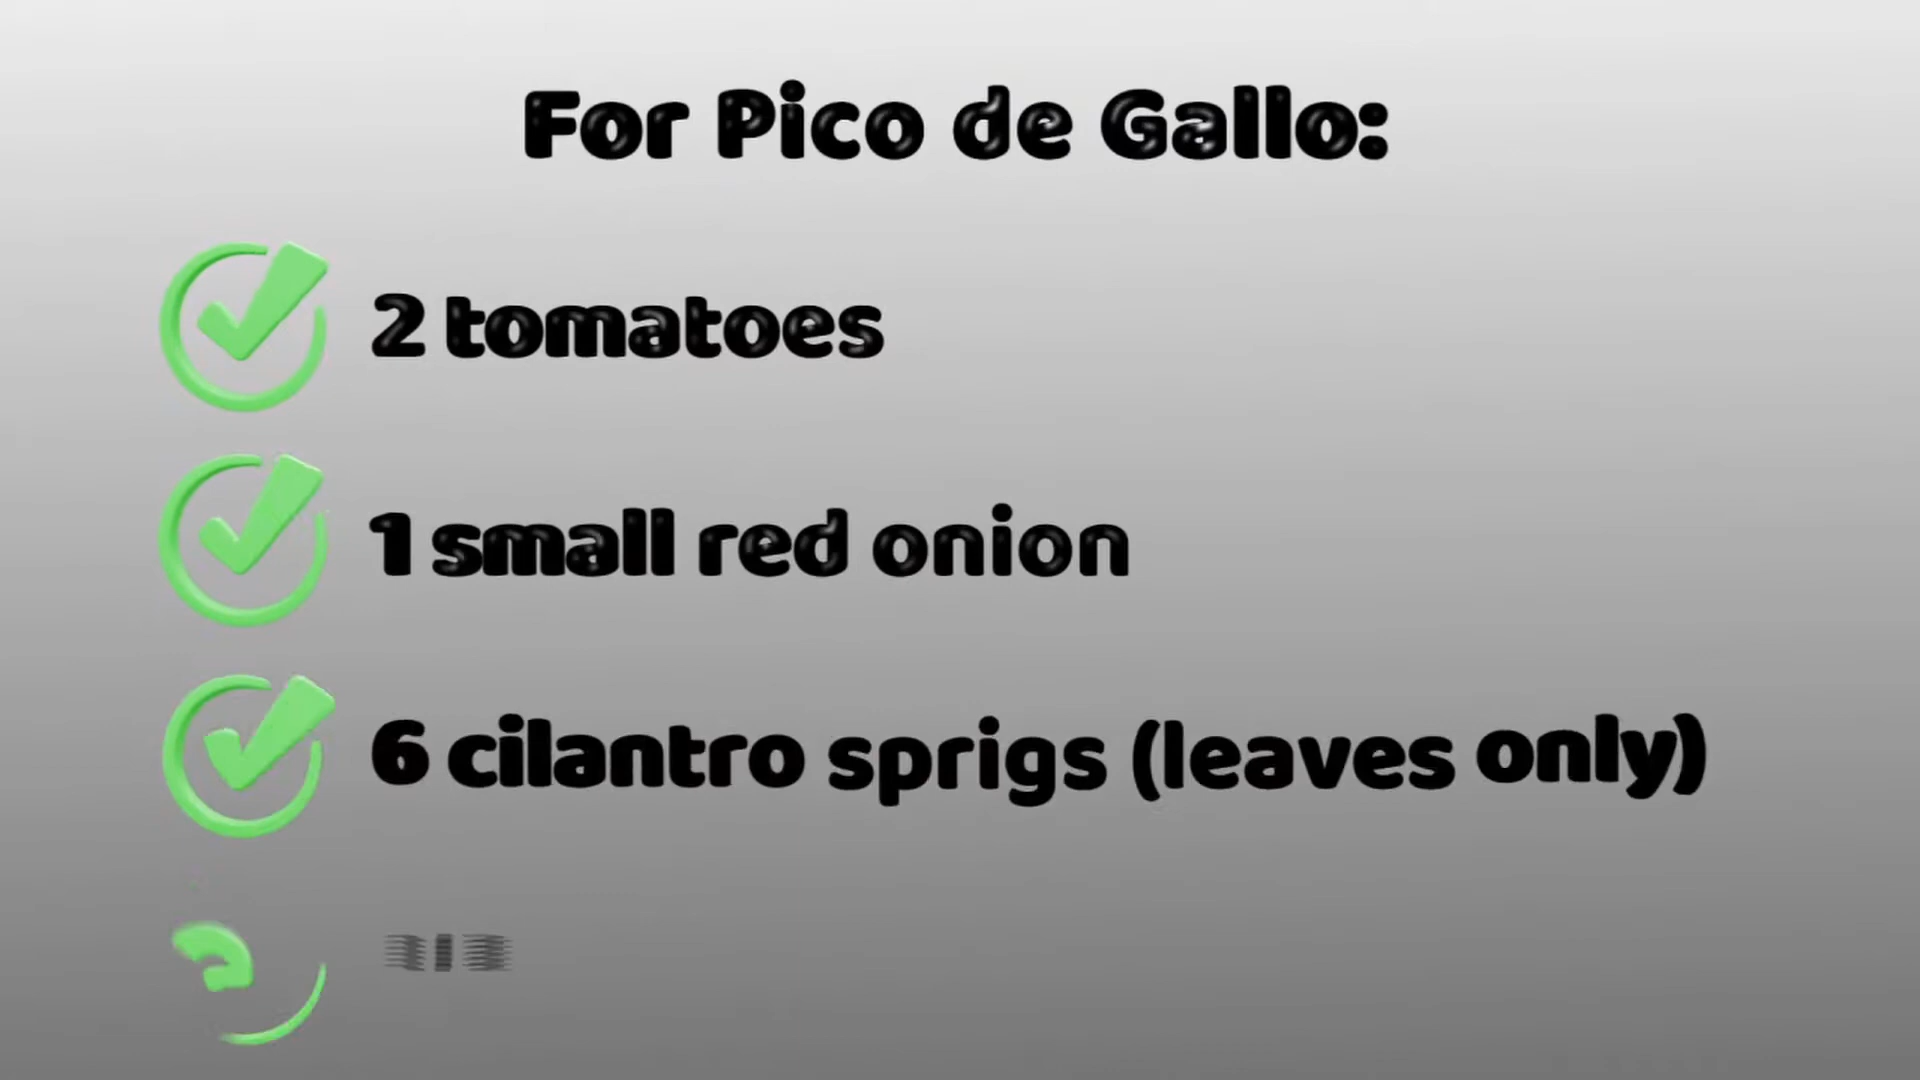 For Pico de Gallo:
2 tomatoes
1 small red onion
6 cilantro sprigs (leaves only)